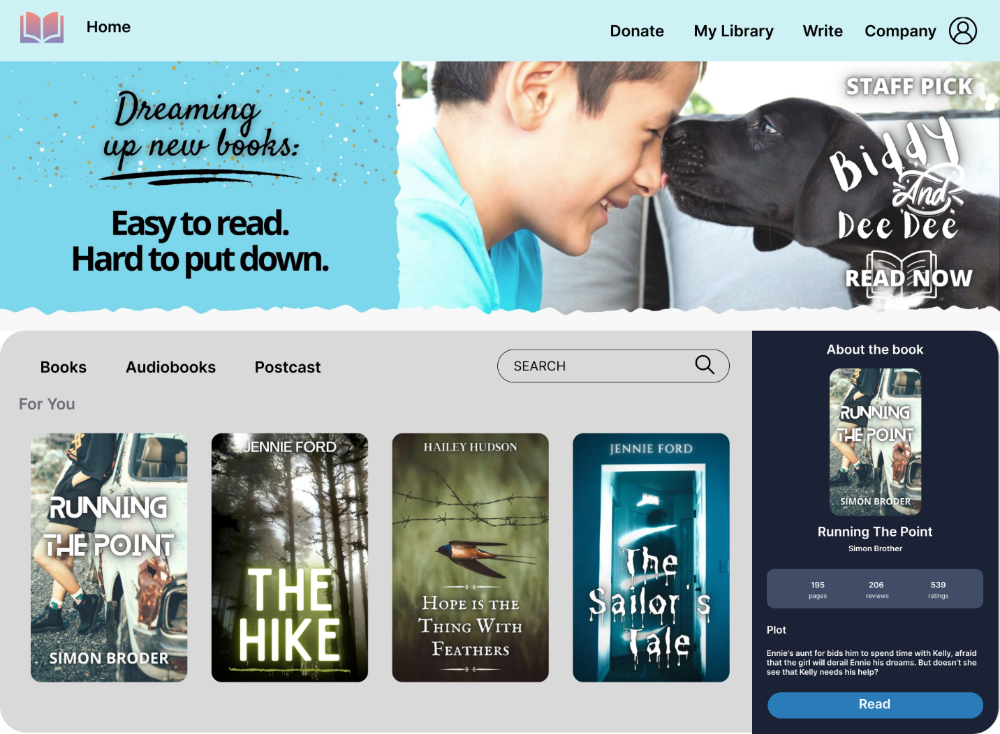 Home
Donate
My Library
Write
Company
Dreaming
up new books:
Easy to read.
Hard to put down.
STAFF PICK
Biddy
And
Dee Dee
READ NOW
Books
Audiobooks
Postcast
SEARCH
For You
RUNNING
THE POINT
SIMON BRODER
JENNIE FORD
THE
HIKE
HAILEY HUDSON
HOPE IS THE
THING WITH
FEATHERS
JENNIE FORD
The
Sailor's
Tale
About the book
RUNNING
THE POINT
SIMON BRODER
Running The Point
Simon Brother
195
pages
206
reviews
539
ratings
Plot
Ennie's aunt for bids him to spend time with Kelly, afraid
that the girl will derail Ennie his dreams. But doesn't she
see that Kelly needs his help?
Read